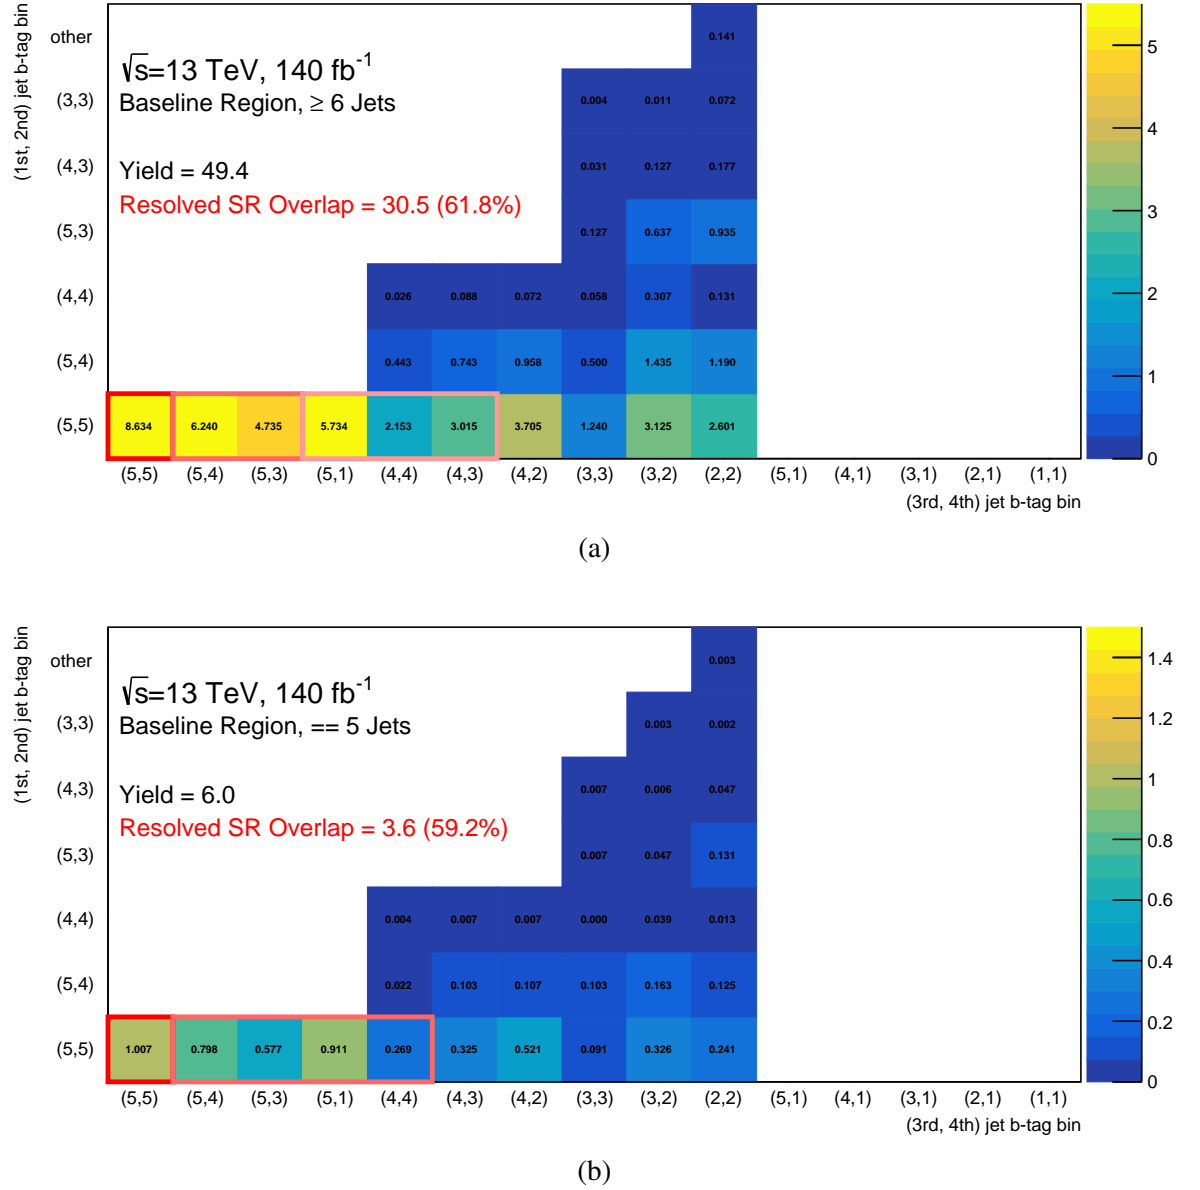 (1st, 2nd) jet b-tag bin
other 0.141
√s=13 TeV, 140 fb⁻¹
(3,3) Baseline Region, ≥ 6 Jets 0.004 0.011 0.072
(4,3) Yield = 49.4 0.031 0.127 0.177
Resolved SR Overlap = 30.5 (61.8%)
(5,3) 0.127 0.637 0.935
(4,4) 0.026 0.088 0.072 0.058 0.307 0.131
(5,4) 0.443 0.743 0.958 0.500 1.435 1.190
(5,5) 8.634 6.240 4.735 5.734 2.153 3.015 3.705 1.240 3.125 2.601
(5,5) (5,4) (5,3) (5,1) (4,4) (4,3) (4,2) (3,3) (3,2) (2,2) (5,1) (4,1) (3,1) (2,1) (1,1)
(3rd, 4th) jet b-tag bin
5
4
3
2
1
0
(a)
(1st, 2nd) jet b-tag bin
other 0.003
√s=13 TeV, 140 fb⁻¹
(3,3) Baseline Region, == 5 Jets 0.003 0.002
(4,3) Yield = 6.0 0.007 0.006 0.047
Resolved SR Overlap = 3.6 (59.2%)
(5,3) 0.007 0.047 0.131
(4,4) 0.004 0.007 0.007 0.000 0.039 0.013
(5,4) 0.022 0.103 0.107 0.103 0.163 0.125
(5,5) 1.007 0.798 0.577 0.911 0.269 0.325 0.521 0.091 0.326 0.241
(5,5) (5,4) (5,3) (5,1) (4,4) (4,3) (4,2) (3,3) (3,2) (2,2) (5,1) (4,1) (3,1) (2,1) (1,1)
(3rd, 4th) jet b-tag bin
1.4
1.2
1
0.8
0.6
0.4
0.2
0
(b)